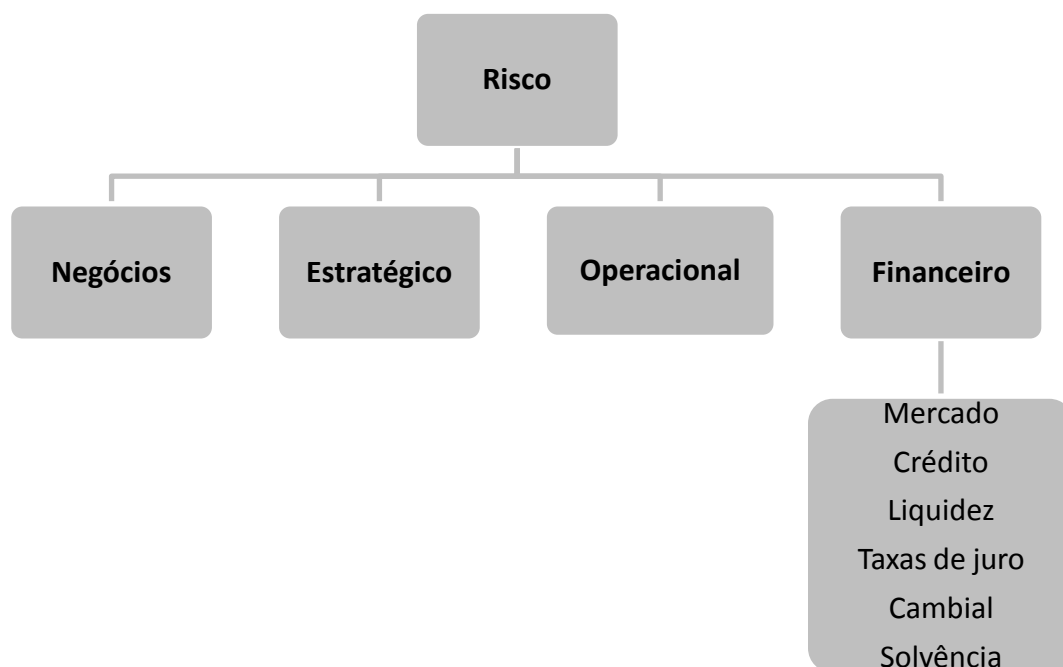 Risco
Negócios
Estratégico
Operacional
Financeiro
Mercado
Crédito
Liquidez
Taxas de juro
Cambial
Solvência